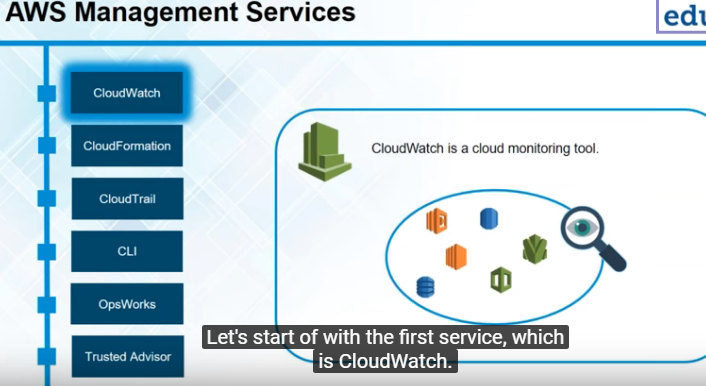 AWS Management Services
edu
CloudWatch
CloudFormation
CloudTrail
CLI
OpsWorks
Trusted Advisor
CloudWatch is a cloud monitoring tool.
Let's start of with the first service, which
is CloudWatch.